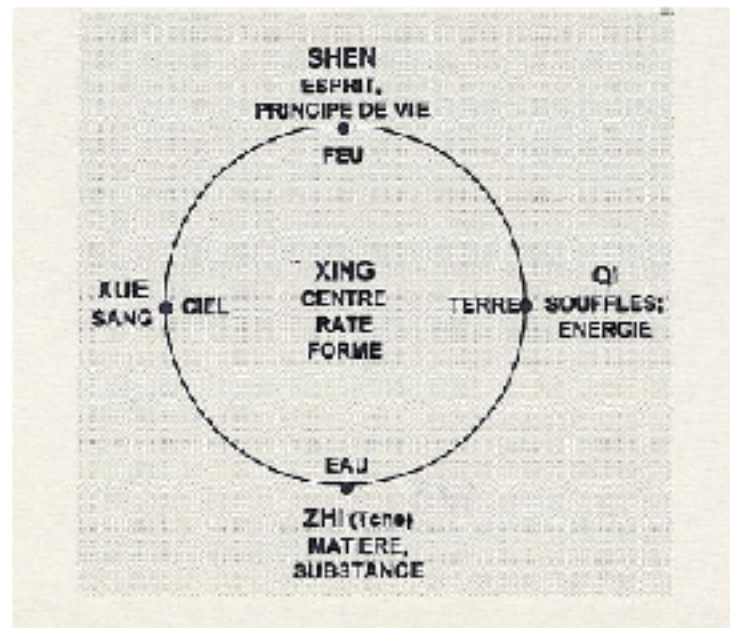 SHEN
ESPRIT,
PRINCIPE DE VIE
FEU
XUE
SANG
CIEL
XING
CENTRE
RATE
FORME
TERRE
QI
SOUFFLES;
ENERGIE
EAU
ZHI (Tche)
MATIERE,
SUBSTANCE